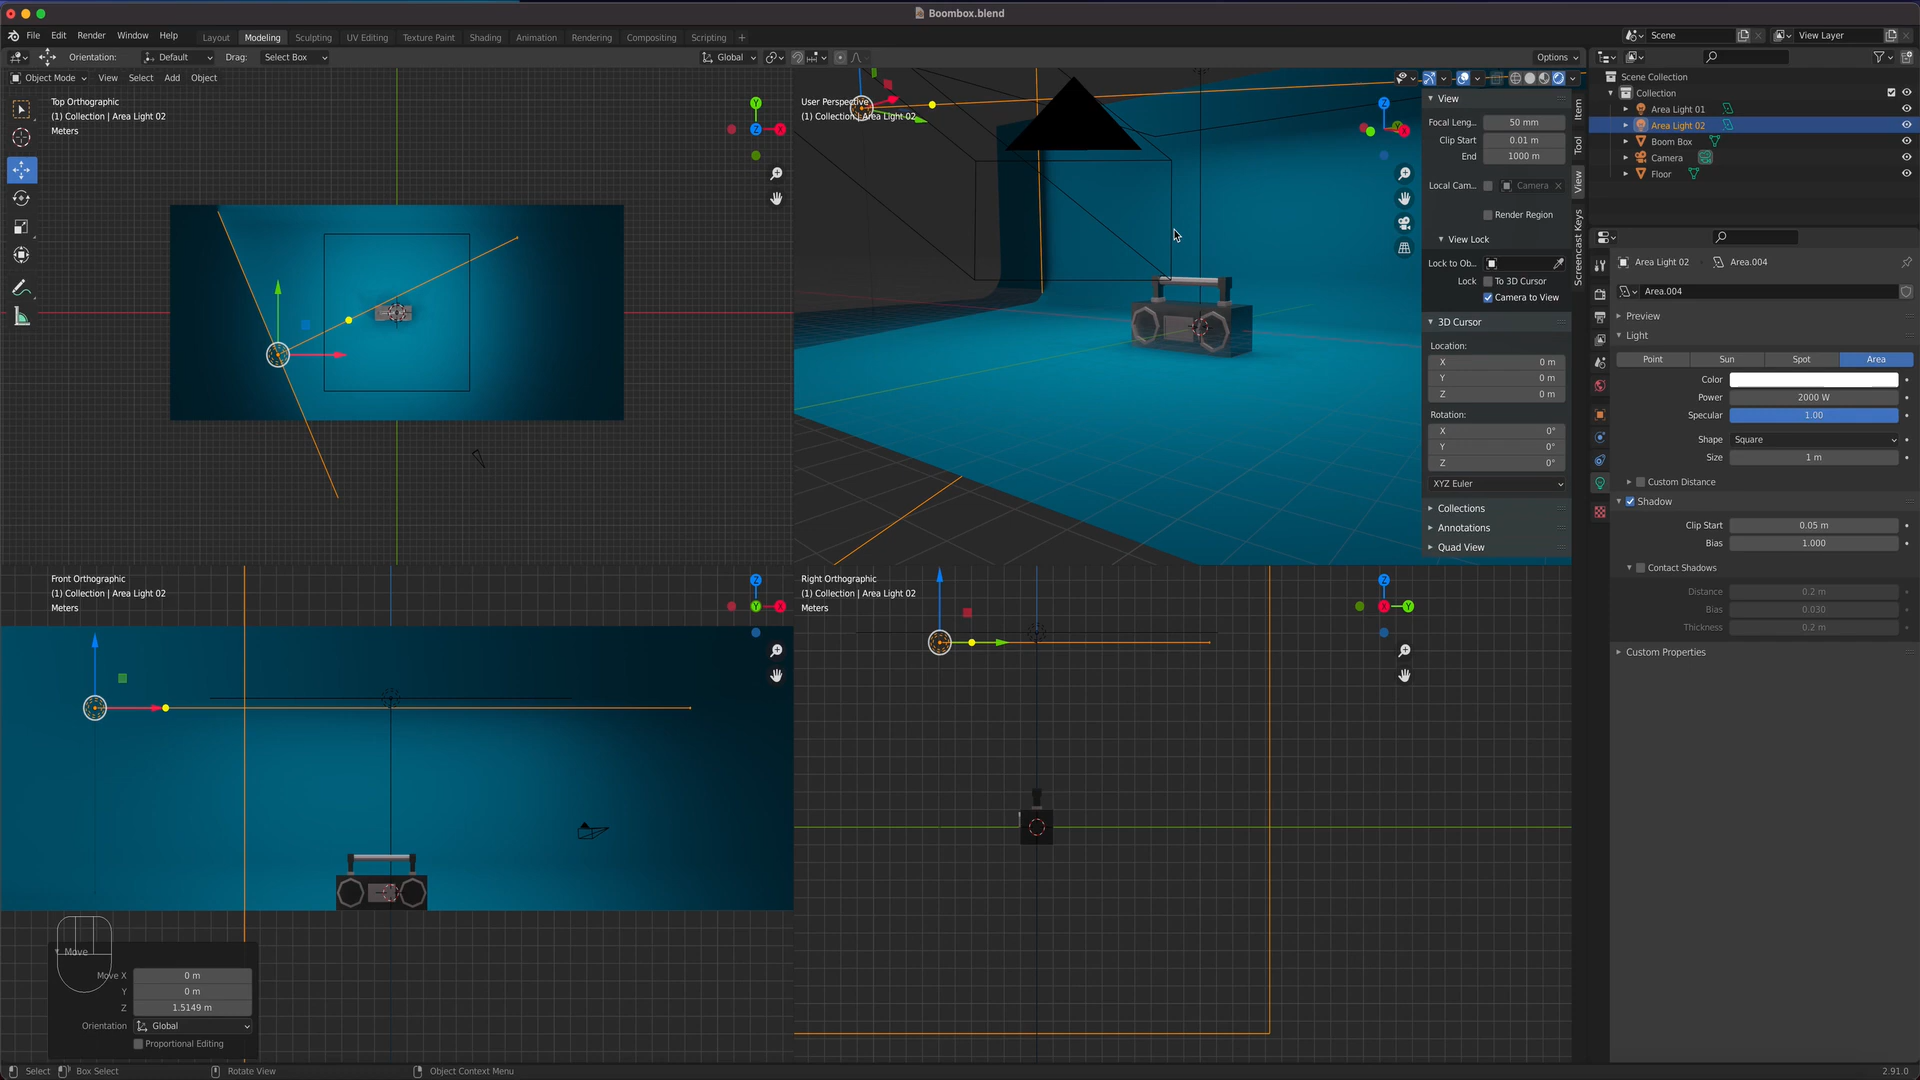 Boombox.blend
File Edit Render Window Help Layout Modeling Sculpting UV Editing Texture Paint Shading Animation Rendering Compositing Scripting + Scene View Layer
Orientation: Default Drag: Select Box Global Options
Object Mode View Select Add Object
Top Orthographic
(1) Collection | Area Light 02
Meters
Y
Z
X
User Perspective
(1) Collection | Area Light 02
Z
Y
X
Front Orthographic
(1) Collection | Area Light 02
Meters
Z
Y
X
Right Orthographic
(1) Collection | Area Light 02
Meters
Z
X
Y
View
Focal Leng... 50 mm
Clip Start 0.01 m
End 1000 m
Local Cam... Camera
Render Region
View Lock
Lock to Ob...
Lock To 3D Cursor
Camera to View
3D Cursor
Location:
X 0 m
Y 0 m
Z 0 m
Rotation:
X 0°
Y 0°
Z 0°
XYZ Euler
Collections
Annotations
Quad View
Item
Tool
View
Screencast Keys
Scene Collection
Collection
Area Light 01
Area Light 02
Boom Box
Camera
Floor
Area Light 02 Area.004
Area.004
Preview
Light
Point Sun Spot Area
Color
Power 2000 W
Specular 1.00
Shape Square
Size 1 m
Custom Distance
Shadow
Clip Start 0.05 m
Bias 1.000
Contact Shadows
Distance 0.2 m
Bias 0.030
Thickness 0.2 m
Custom Properties
Move
Move X 0 m
Y 0 m
Z 1.5149 m
Orientation Global
Proportional Editing
Select Box Select Rotate View Object Context Menu 2.91.0